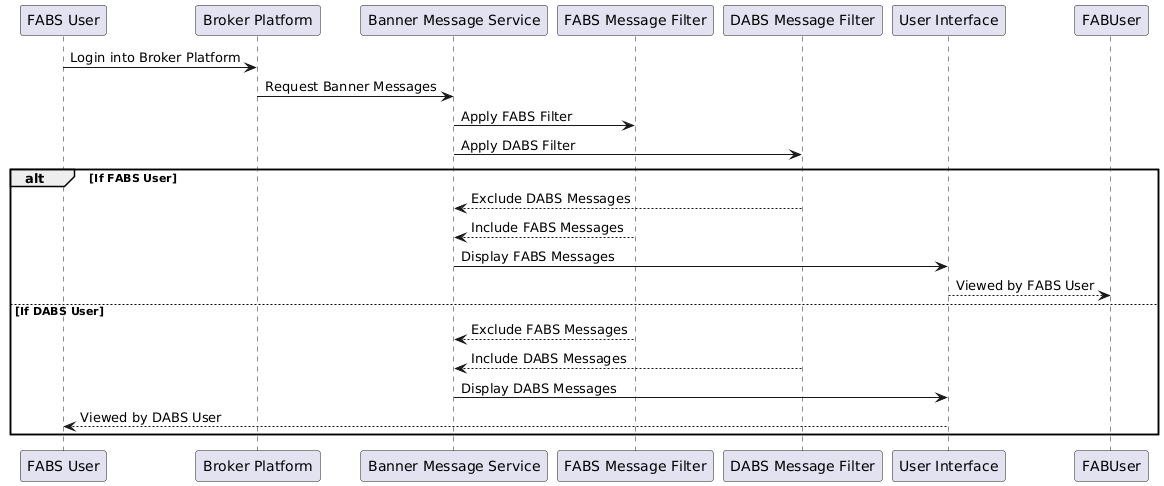 FABS User Broker Platform Banner Message Service FABS Message Filter DABS Message Filter User Interface FABUser
Login into Broker Platform
Request Banner Messages
Apply FABS Filter
Apply DABS Filter
alt [If FABS User]
Exclude DABS Messages
Include FABS Messages
Display FABS Messages
Viewed by FABS User
[If DABS User]
Exclude FABS Messages
Include DABS Messages
Display DABS Messages
Viewed by DABS User
FABS User Broker Platform Banner Message Service FABS Message Filter DABS Message Filter User Interface FABUser